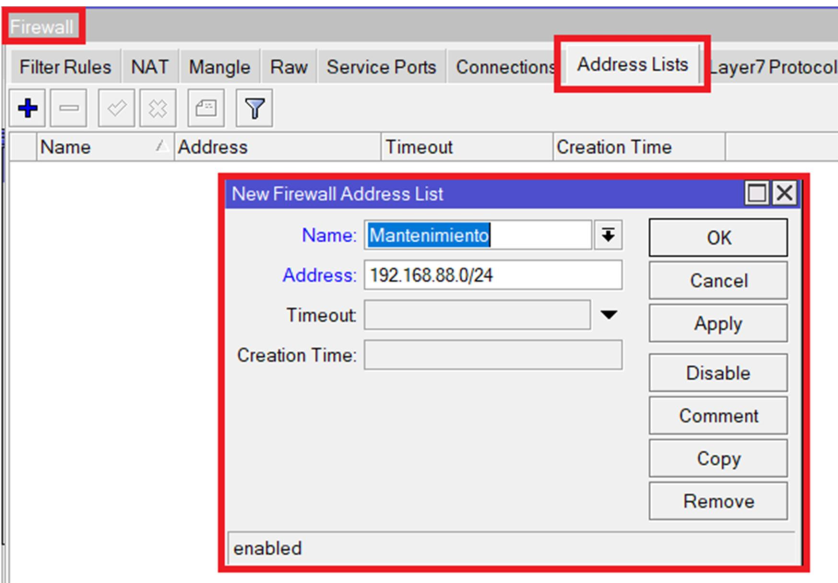 Firewall
Filter Rules NAT Mangle Raw Service Ports Connections Address Lists Layer7 Protocol
Name Address Timeout Creation Time
New Firewall Address List
Name: Mantenimiento OK
Address: 192.168.88.0/24 Cancel
Timeout: Apply
Creation Time:
Disable
Comment
Copy
Remove
enabled